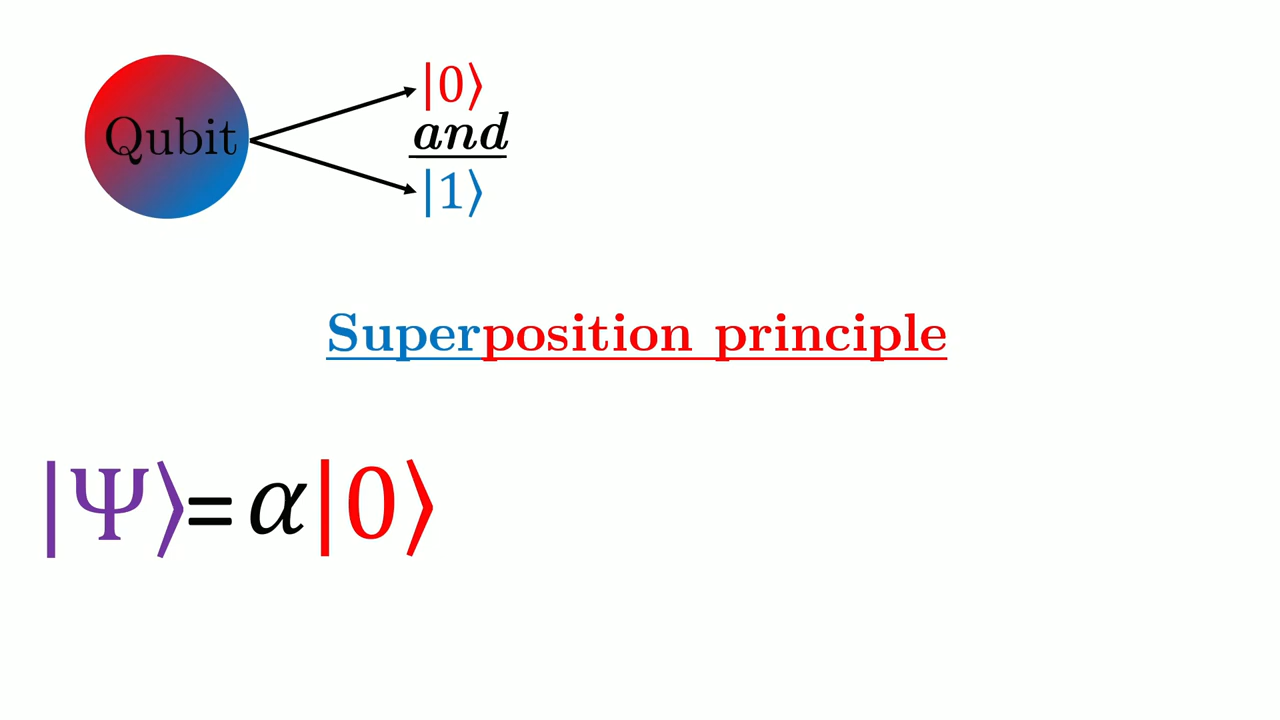 |0⟩
Qubit
and
|1⟩
Superposition principle
|Ψ⟩=α|0⟩